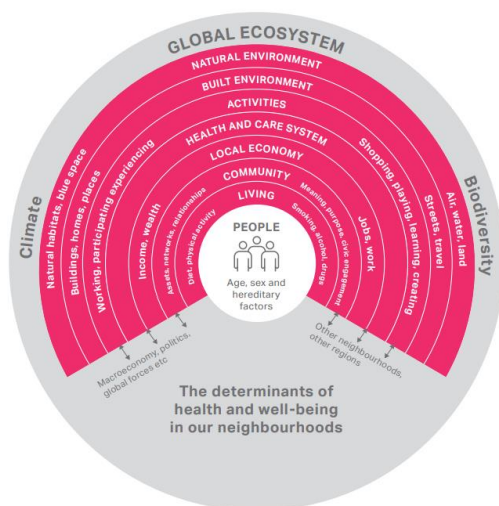 GLOBAL ECOSYSTEM
Climate
Biodiversity
NATURAL ENVIRONMENT
Natural habitats, blue space
Air, water, land
BUILT ENVIRONMENT
Buildings, homes, places
Streets, travel
ACTIVITIES
Working, participating experiencing
Shopping, playing, learning, creating
HEALTH AND CARE SYSTEM
LOCAL ECONOMY
Income, wealth
Jobs, work
COMMUNITY
Assets, networks, relationships
Meaning, purpose, civic engagement
LIVING
Diet, physical activity
Smoking, alcohol, drugs
PEOPLE
Age, sex and
hereditary
factors
Macroeconomy, politics,
global forces etc
Other neighbourhoods,
other regions
The determinants of
health and well-being
in our neighbourhoods